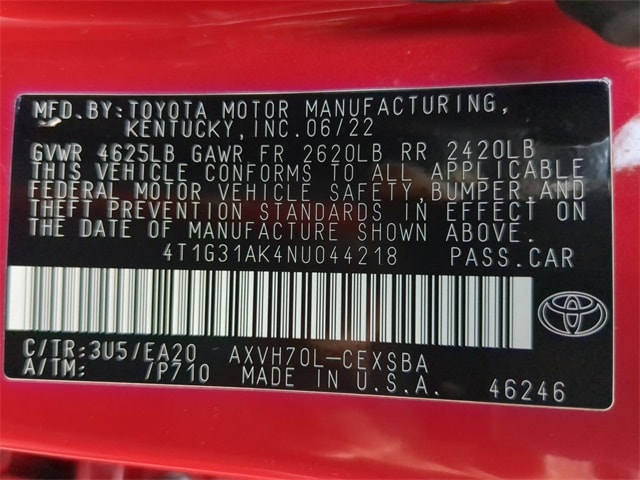 MFD.BY: TOYOTA MOTOR MANUFACTURING,
KENTUCKY, INC. 06/22
GVWR 4625LB GAWR FR 2620LB RR 2420LB
THIS VEHICLE CONFORMS TO ALL APPLICABLE
FEDERAL MOTOR VEHICLE SAFETY, BUMPER, AND
THEFT PREVENTION STANDARDS IN EFFECT ON
THE DATE OF MANUFACTURE SHOWN ABOVE.
4T1G31AK4NU044218 PASS.CAR
C/TR:3U5/EA20 AXVH70L-CEXSBA
A/TM: /P710 MADE IN U.S.A. 46246